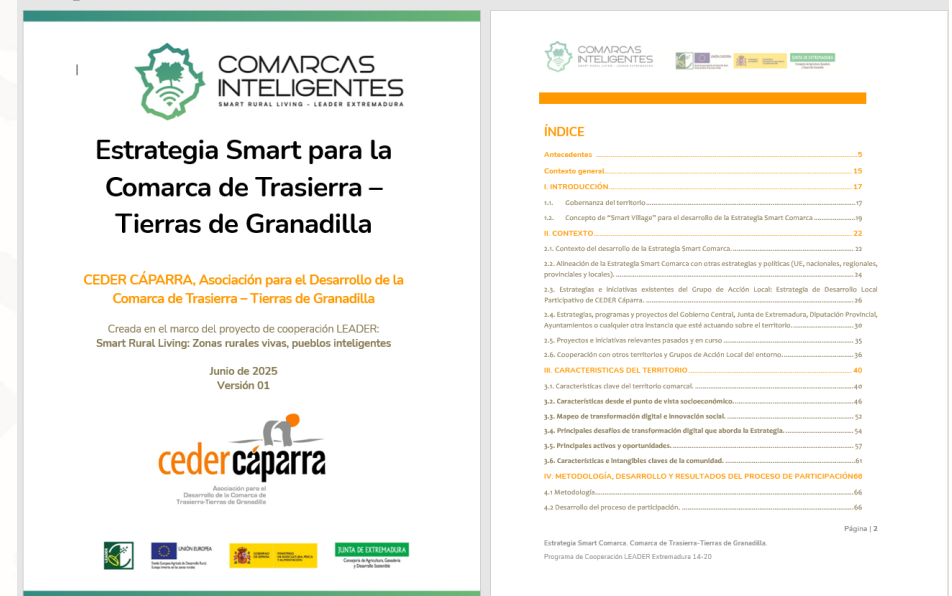 COMARCAS
INTELIGENTES
SMART RURAL LIVING - LEADER EXTREMADURA
Estrategia Smart para la
Comarca de Trasierra –
Tierras de Granadilla
CEDER CÁPARRA, Asociación para el Desarrollo de la
Comarca de Trasierra – Tierras de Granadilla
Creada en el marco del proyecto de cooperación LEADER:
Smart Rural Living: Zonas rurales vivas, pueblos inteligentes
Junio de 2025
Versión 01
cedercáparra
Asociación para el
Desarrollo de la Comarca de
Trasierra-Tierras de Granadilla
UNIÓN EUROPEA
JUNTA DE EXTREMADURA
COMARCAS
INTELIGENTES
SMART RURAL LIVING - LEADER EXTREMADURA
ÍNDICE
Antecedentes 5
Contexto general 15
I. INTRODUCCIÓN 17
1.1. Gobernanza del territorio 17
1.2. Concepto de "Smart Village" para el desarrollo de la Estrategia Smart Comarca 19
II. CONTEXTO 22
2.1. Contexto del desarrollo de la Estrategia Smart Comarca. 22
2.2. Alineación de la Estrategia Smart Comarca con otras estrategias y políticas (UE, nacionales, regionales,
provinciales y locales). 24
2.3. Estrategias e iniciativas existentes del Grupo de Acción Local: Estrategia de Desarrollo Local
Participativo de CEDER Cáparra. 26
2.4. Estrategias, programas y proyectos del Gobierno Central, Junta de Extremadura, Diputación Provincial,
Ayuntamientos o cualquier otra instancia que esté actuando sobre el territorio. 30
2.5. Proyectos e iniciativas relevantes pasados y en curso 35
2.6. Cooperación con otros territorios y Grupos de Acción Local del entorno. 36
III. CARACTERISTICAS DEL TERRITORIO 40
3.1. Características clave del territorio comarcal. 40
3.2. Características desde el punto de vista socioeconómico. 46
3.3. Mapeo de transformación digital e innovación social. 52
3.4. Principales desafíos de transformación digital que aborda la Estrategia. 54
3.5. Principales activos y oportunidades. 57
3.6. Características e intangibles claves de la comunidad. 61
IV. METODOLOGÍA, DESARROLLO Y RESULTADOS DEL PROCESO DE PARTICIPACIÓN66
4.1 Metodología. 66
4.2 Desarrollo del proceso de participación. 66
Página | 2
Estrategia Smart Comarca. Comarca de Trasierra-Tierras de Granadilla.
Programa de Cooperación LEADER Extremadura 14-20